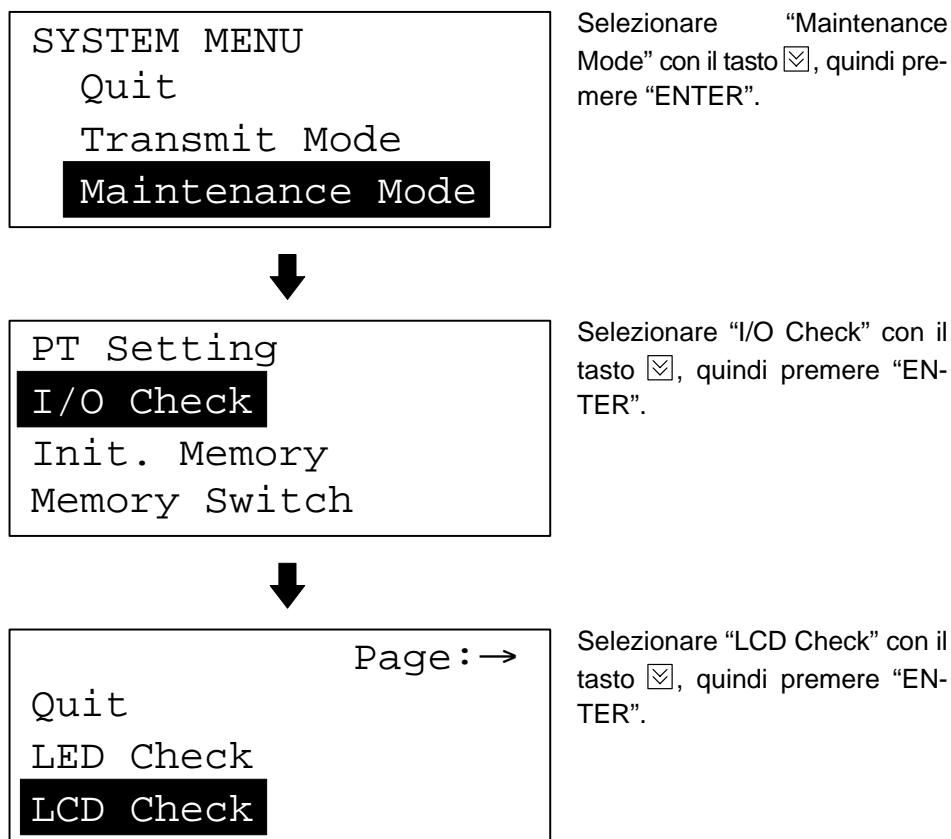 SYSTEM MENU
Quit
Transmit Mode
Maintenance Mode
Selezionare “Maintenance
Mode” con il tasto , quindi pre-
mere “ENTER”.
PT Setting
I/O Check
Init. Memory
Memory Switch
Selezionare “I/O Check” con il
tasto , quindi premere “EN-
TER”.
Page:→
Quit
LED Check
LCD Check
Selezionare “LCD Check” con il
tasto , quindi premere “EN-
TER”.